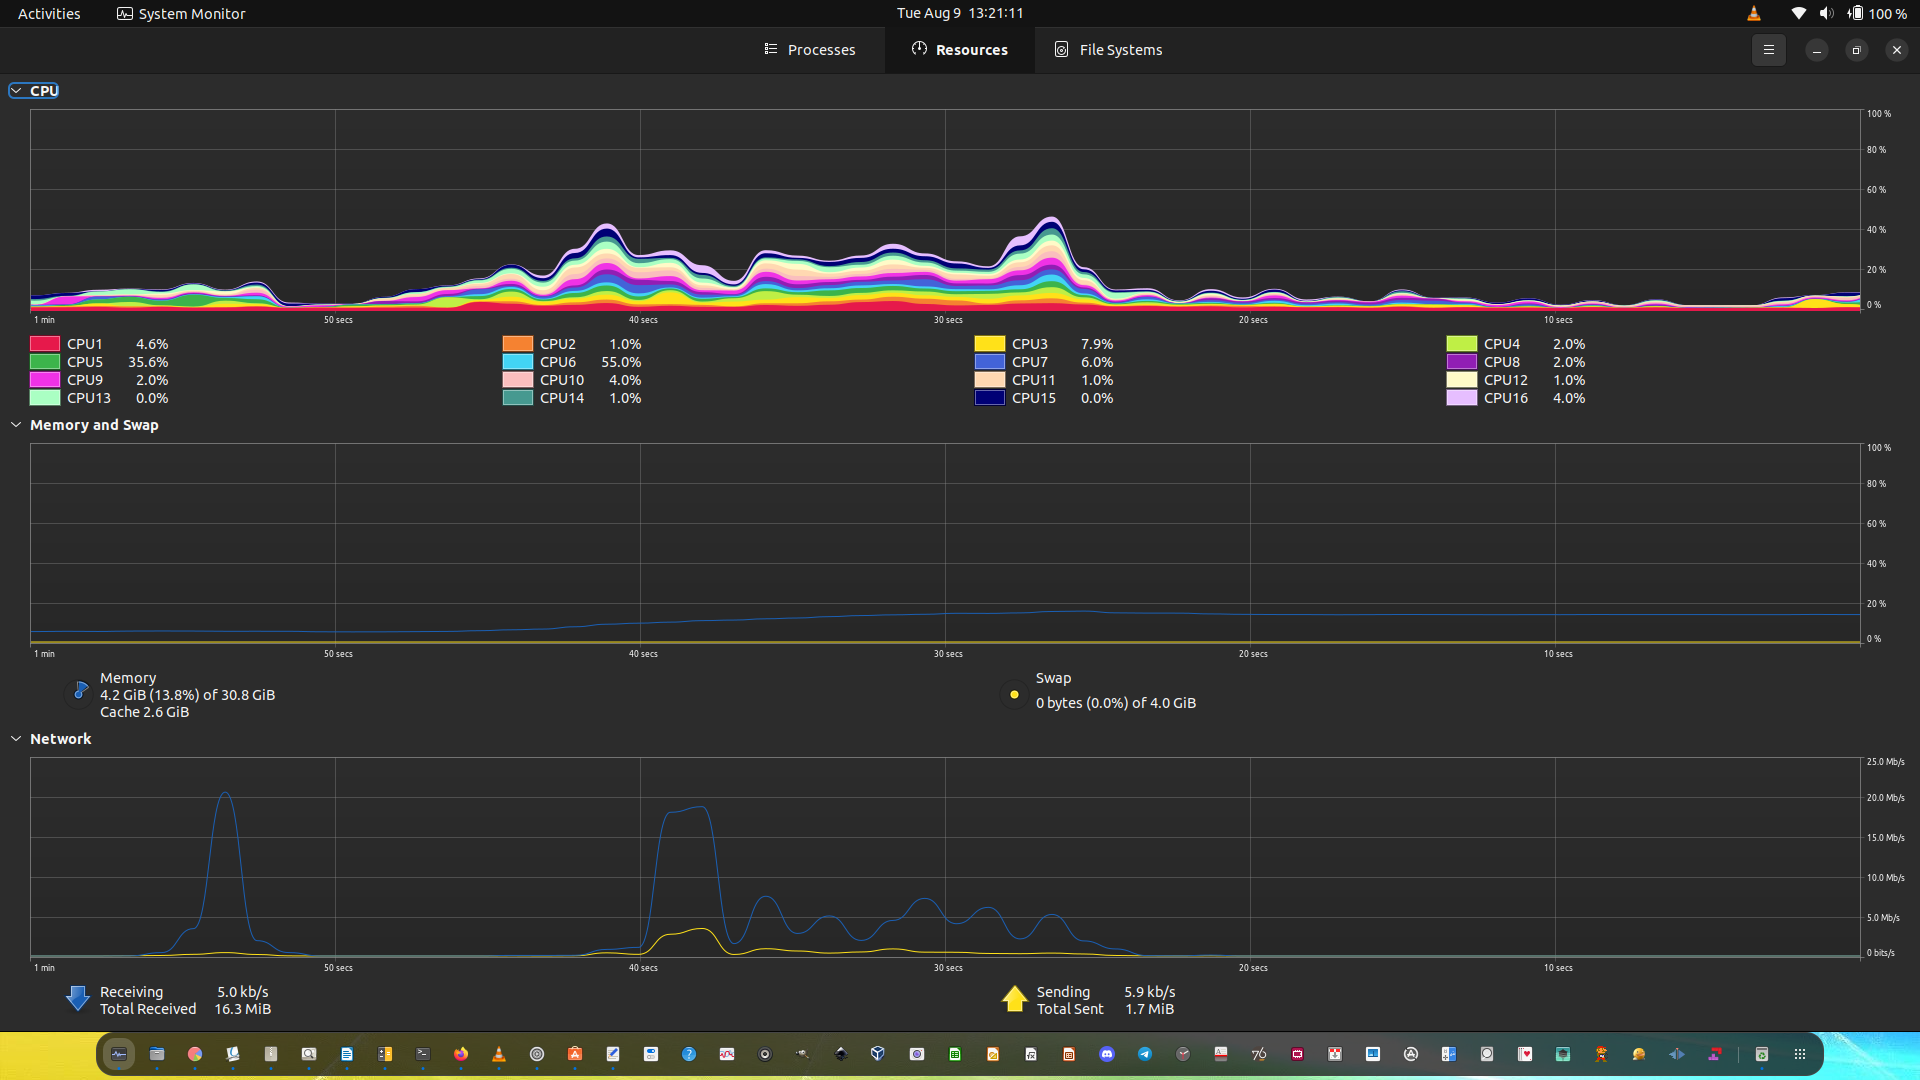 Activities System Monitor Tue Aug 9 13:21:11 100 %
Processes Resources File Systems
CPU
100 %
80 %
60 %
40 %
20 %
0 %
1 min 50 secs 40 secs 30 secs 20 secs 10 secs
CPU1 4.6% CPU2 1.0% CPU3 7.9% CPU4 2.0%
CPU5 35.6% CPU6 55.0% CPU7 6.0% CPU8 2.0%
CPU9 2.0% CPU10 4.0% CPU11 1.0% CPU12 1.0%
CPU13 0.0% CPU14 1.0% CPU15 0.0% CPU16 4.0%
Memory and Swap
100 %
80 %
60 %
40 %
20 %
0 %
1 min 50 secs 40 secs 30 secs 20 secs 10 secs
Memory Swap
4.2 GiB (13.8%) of 30.8 GiB 0 bytes (0.0%) of 4.0 GiB
Cache 2.6 GiB
Network
25.0 Mb/s
20.0 Mb/s
15.0 Mb/s
10.0 Mb/s
5.0 Mb/s
0 bits/s
1 min 50 secs 40 secs 30 secs 20 secs 10 secs
Receiving 5.0 kb/s Sending 5.9 kb/s
Total Received 16.3 MiB Total Sent 1.7 MiB
76